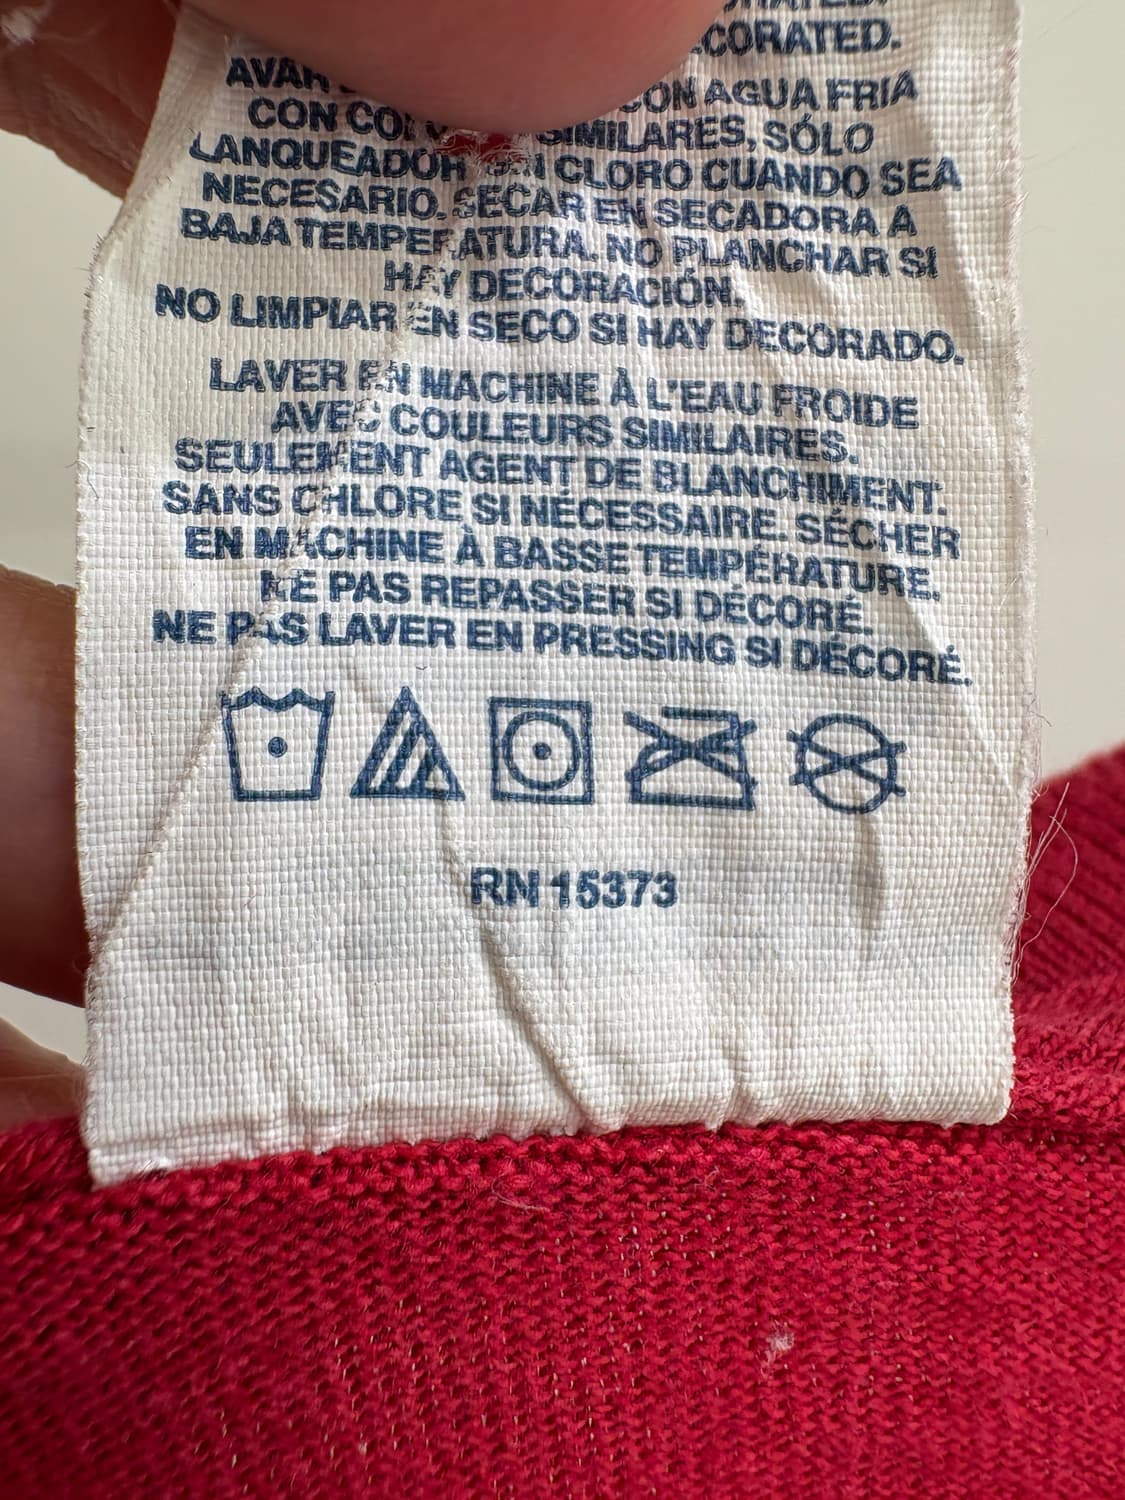 CORATED.
CON AGUA FRIA
CON SIMILARES, SÓLO
LANQUEADOR SIN CLORO CUANDO SEA
NECESARIO. SECAR EN SECADORA A
BAJA TEMPERATURA. NO PLANCHAR SI
HAY DECORACIÓN.
NO LIMPIAR EN SECO SI HAY DECORADO.
LAVER EN MACHINE À L'EAU FROIDE
AVEC COULEURS SIMILAIRES.
SEULEMENT AGENT DE BLANCHIMENT.
SANS CHLORE SI NÉCESSAIRE. SÉCHER
EN MACHINE À BASSE TEMPÉRATURE.
NE PAS REPASSER SI DÉCORÉ.
NE PAS LAVER EN PRESSING SI DÉCORÉ.
RN 15373